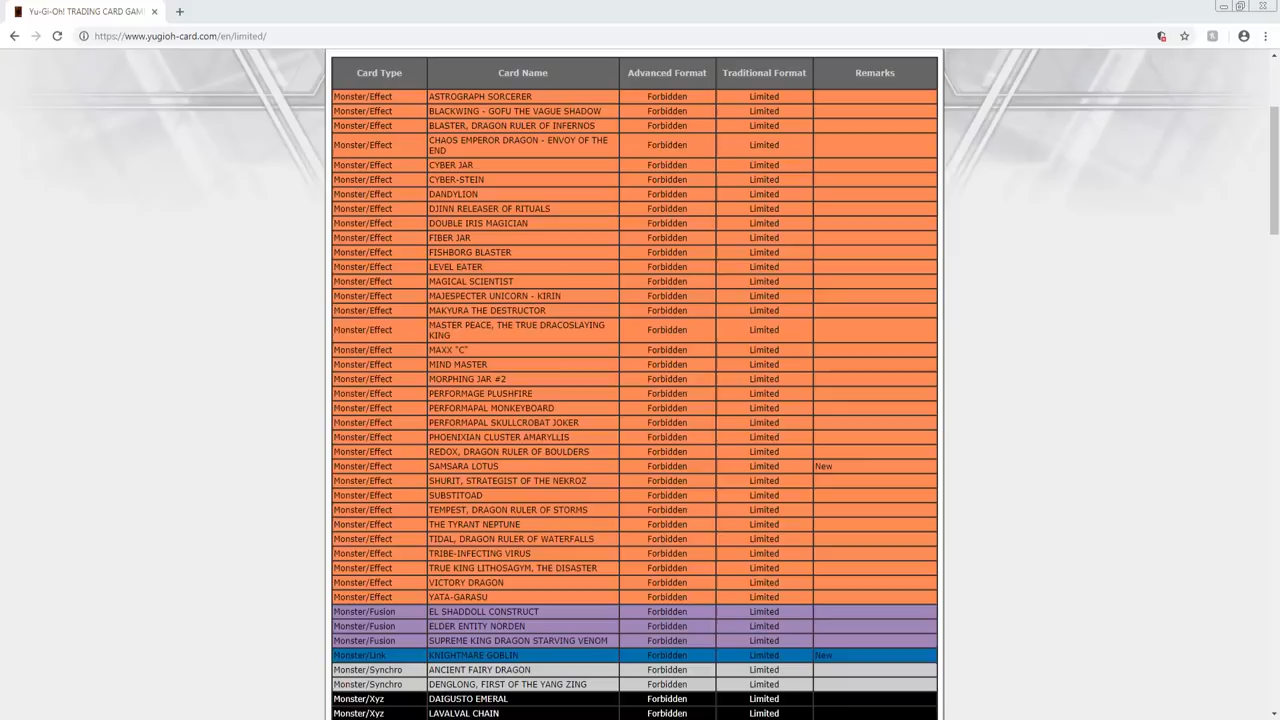 Yu-Gi-Oh! TRADING CARD GAM
https://www.yugioh-card.com/en/limited/
Card Type Card Name Advanced Format Traditional Format Remarks
Monster/Effect ASTROGRAPH SORCERER Forbidden Limited
Monster/Effect BLACKWING - GOFU THE VAGUE SHADOW Forbidden Limited
Monster/Effect BLASTER, DRAGON RULER OF INFERNOS Forbidden Limited
Monster/Effect CHAOS EMPEROR DRAGON - ENVOY OF THE
END Forbidden Limited
Monster/Effect CYBER JAR Forbidden Limited
Monster/Effect CYBER-STEIN Forbidden Limited
Monster/Effect DANDYLION Forbidden Limited
Monster/Effect DJINN RELEASER OF RITUALS Forbidden Limited
Monster/Effect DOUBLE IRIS MAGICIAN Forbidden Limited
Monster/Effect FIBER JAR Forbidden Limited
Monster/Effect FISHBORG BLASTER Forbidden Limited
Monster/Effect LEVEL EATER Forbidden Limited
Monster/Effect MAGICAL SCIENTIST Forbidden Limited
Monster/Effect MAJESPECTER UNICORN - KIRIN Forbidden Limited
Monster/Effect MAKYURA THE DESTRUCTOR Forbidden Limited
Monster/Effect MASTER PEACE, THE TRUE DRACOSLAYING
KING Forbidden Limited
Monster/Effect MAXX "C" Forbidden Limited
Monster/Effect MIND MASTER Forbidden Limited
Monster/Effect MORPHING JAR #2 Forbidden Limited
Monster/Effect PERFORMAGE PLUSHFIRE Forbidden Limited
Monster/Effect PERFORMAPAL MONKEYBOARD Forbidden Limited
Monster/Effect PERFORMAPAL SKULLCROBAT JOKER Forbidden Limited
Monster/Effect PHOENIXIAN CLUSTER AMARYLLIS Forbidden Limited
Monster/Effect REDOX, DRAGON RULER OF BOULDERS Forbidden Limited
Monster/Effect SAMSARA LOTUS Forbidden Limited New
Monster/Effect SHURIT, STRATEGIST OF THE NEKROZ Forbidden Limited
Monster/Effect SUBSTITOAD Forbidden Limited
Monster/Effect TEMPEST, DRAGON RULER OF STORMS Forbidden Limited
Monster/Effect THE TYRANT NEPTUNE Forbidden Limited
Monster/Effect TIDAL, DRAGON RULER OF WATERFALLS Forbidden Limited
Monster/Effect TRIBE-INFECTING VIRUS Forbidden Limited
Monster/Effect TRUE KING LITHOSAGYM, THE DISASTER Forbidden Limited
Monster/Effect VICTORY DRAGON Forbidden Limited
Monster/Effect YATA-GARASU Forbidden Limited
Monster/Fusion EL SHADDOLL CONSTRUCT Forbidden Limited
Monster/Fusion ELDER ENTITY NORDEN Forbidden Limited
Monster/Fusion SUPREME KING DRAGON STARVING VENOM Forbidden Limited
Monster/Link KNIGHTMARE GOBLIN Forbidden Limited New
Monster/Synchro ANCIENT FAIRY DRAGON Forbidden Limited
Monster/Synchro DENGLONG, FIRST OF THE YANG ZING Forbidden Limited
Monster/Xyz DAIGUSTO EMERAL Forbidden Limited
Monster/Xyz LAVALVAL CHAIN Forbidden Limited